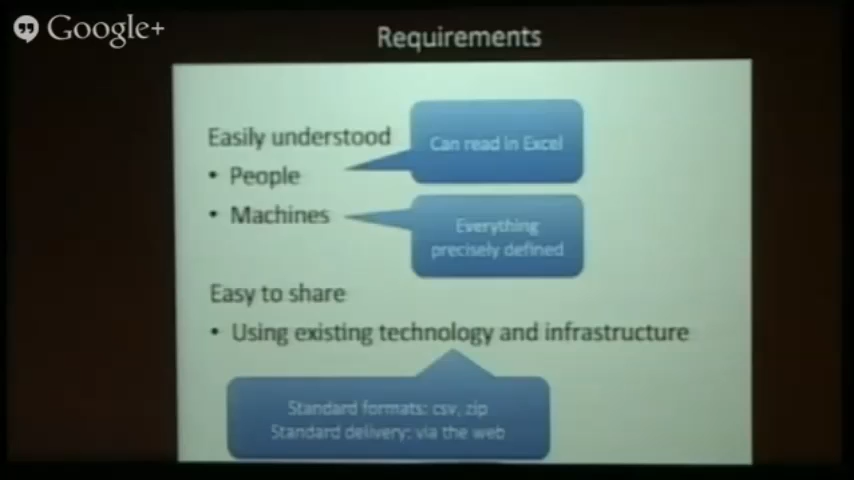 Google+
Requirements
Easily understood
• People
• Machines
Can read in Excel
Everything
precisely defined
Easy to share
• Using existing technology and infrastructure
Standard formats: csv, zip
Standard delivery: via the web